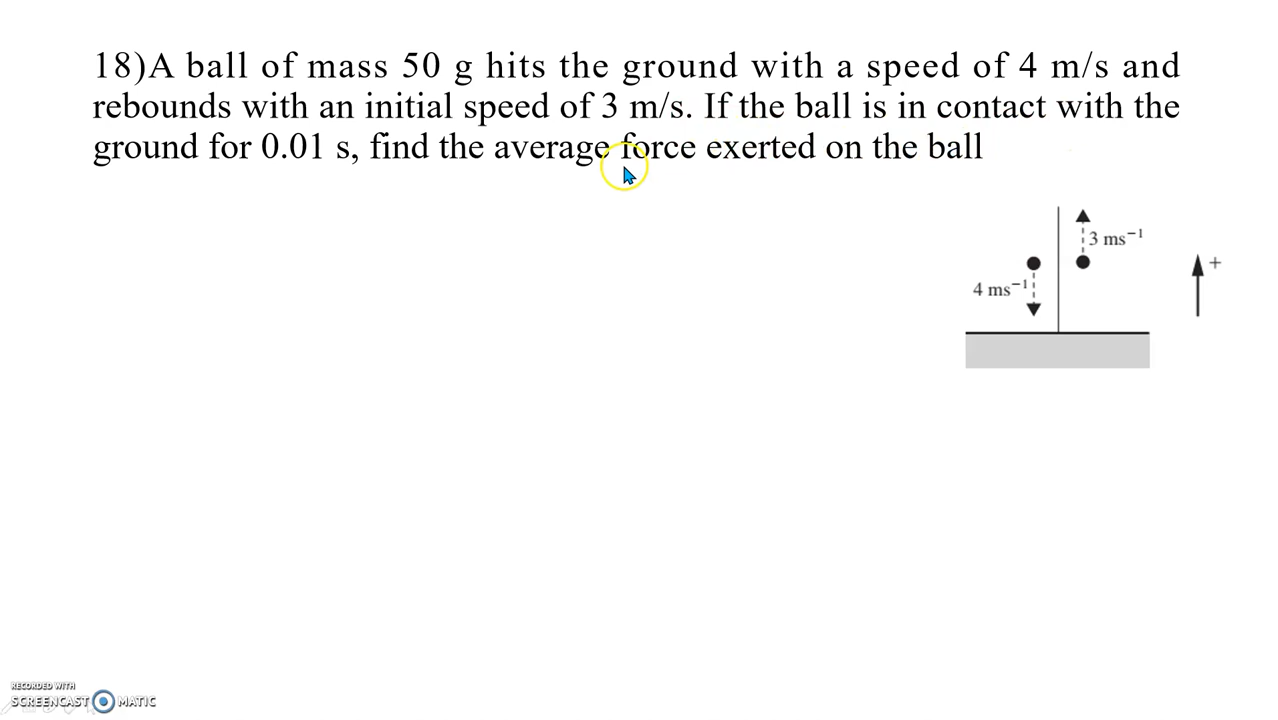 18)A ball of mass 50 g hits the ground with a speed of 4 m/s and
rebounds with an initial speed of 3 m/s. If the ball is in contact with the
ground for 0.01 s, find the average force exerted on the ball
3 ms⁻¹
+
4 ms⁻¹
RECORDED WITH
SCREENCAST MATIC